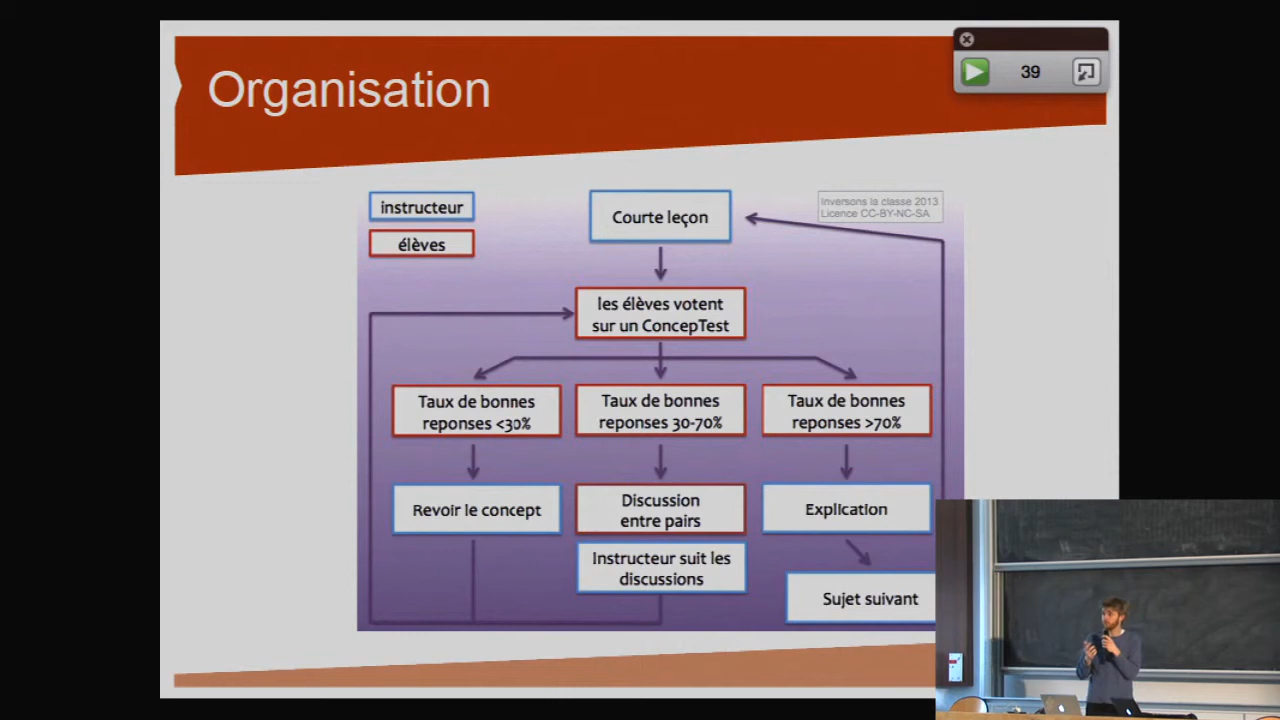 Organisation
39
instructeur
élèves
Courte leçon
Inversons la classe 2013
Licence CC-BY-NC-SA
les élèves votent
sur un ConcepTest
Taux de bonnes
reponses <30%
Taux de bonnes
reponses 30-70%
Taux de bonnes
reponses >70%
Revoir le concept
Discussion
entre pairs
Explication
Instructeur suit les
discussions
Sujet suivant